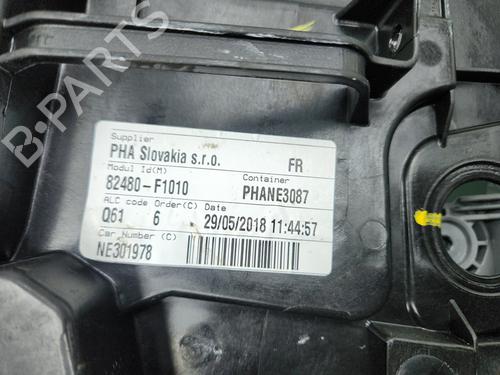 Supplier
PHA Slovakia s.r.o. FR
Modul Id(M) Container
82480-F1010 PHANE3087
ALC code Order(C) Date
Q61 6 29/05/2018 11:44:57
Car Number (C)
NE301978
B-PARTS